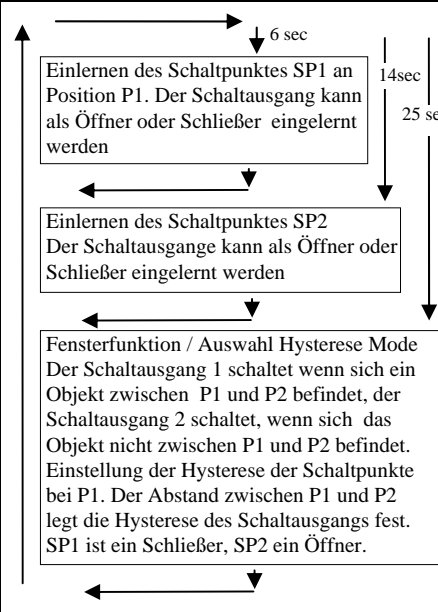 6 sec
Einlernen des Schaltpunktes SP1 an
Position P1. Der Schaltausgang kann
als Öffner oder Schließer eingelernt
werden
14sec
25 se
Einlernen des Schaltpunktes SP2
Der Schaltausgange kann als Öffner oder
Schließer eingelernt werden
Fensterfunktion / Auswahl Hysterese Mode
Der Schaltausgang 1 schaltet wenn sich ein
Objekt zwischen P1 und P2 befindet, der
Schaltausgang 2 schaltet, wenn sich das
Objekt nicht zwischen P1 und P2 befindet.
Einstellung der Hysterese der Schaltpunkte
bei P1. Der Abstand zwischen P1 und P2
legt die Hysterese des Schaltausgangs fest.
SP1 ist ein Schließer, SP2 ein Öffner.